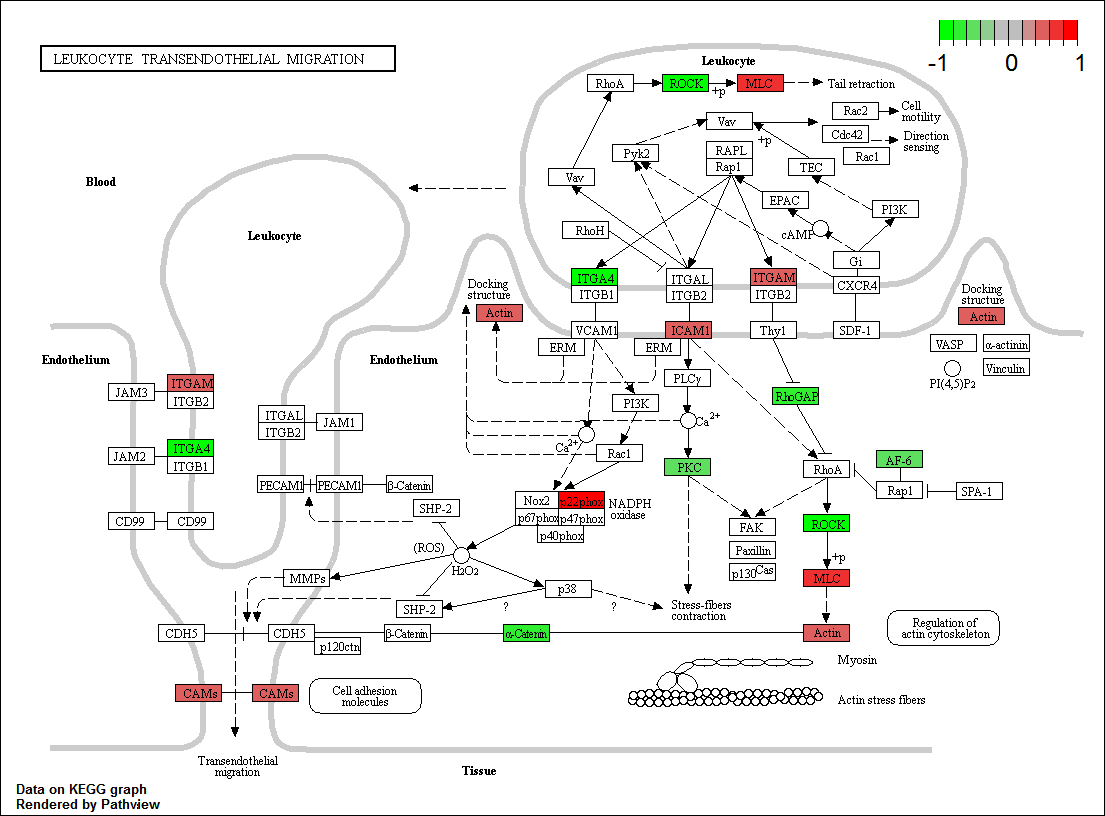 LEUKOCYTE TRANSENDOTHELIAL MIGRATION
-1 0 1
Leukocyte
RhoA
ROCK
+p
MLC
Tail retraction
Rac2
Cell
motility
Vav
Cdc42
Direction
sensing
+p
Pyk2
RAPL
Rac1
Rap1
TEC
Vav
Blood
EPAC
PI3K
Leukocyte
RhoH
cAMP
Gi
ITGA4
ITGB1
ITGAL
ITGB2
ITGAM
ITGB2
CXCR4
Docking
structure
Actin
Docking
structure
Actin
VCAM1
ICAM1
Thy1
SDF-1
ERM
ERM
VASP
α-actinin
Vinculin
PI(4,5)P2
Endothelium
Endothelium
JAM3
ITGAM
ITGB2
PLCγ
RhoGAP
PI3K
ITGAL
ITGB2
JAM1
Ca2+
Ca2+
JAM2
ITGA4
ITGB1
Rac1
PKC
RhoA
AF-6
Rap1
SPA-1
PECAM1
PECAM1
β-Catenin
SHP-2
Nox2
p22phox
p67phox
p47phox
p40phox
NADPH
oxidase
CD99
CD99
FAK
Paxillin
p130Cas
ROCK
+p
MLC
(ROS)
H2O2
MMPs
p38
SHP-2
?
?
Stress-fibers
contraction
CDH5
CDH5
p120ctn
β-Catenin
α-Catenin
Actin
Regulation of
actin cytoskeleton
Myosin
CAMs
CAMs
Cell adhesion
molecules
Actin stress fibers
Transendothelial
migration
Tissue
Data on KEGG graph
Rendered by Pathview